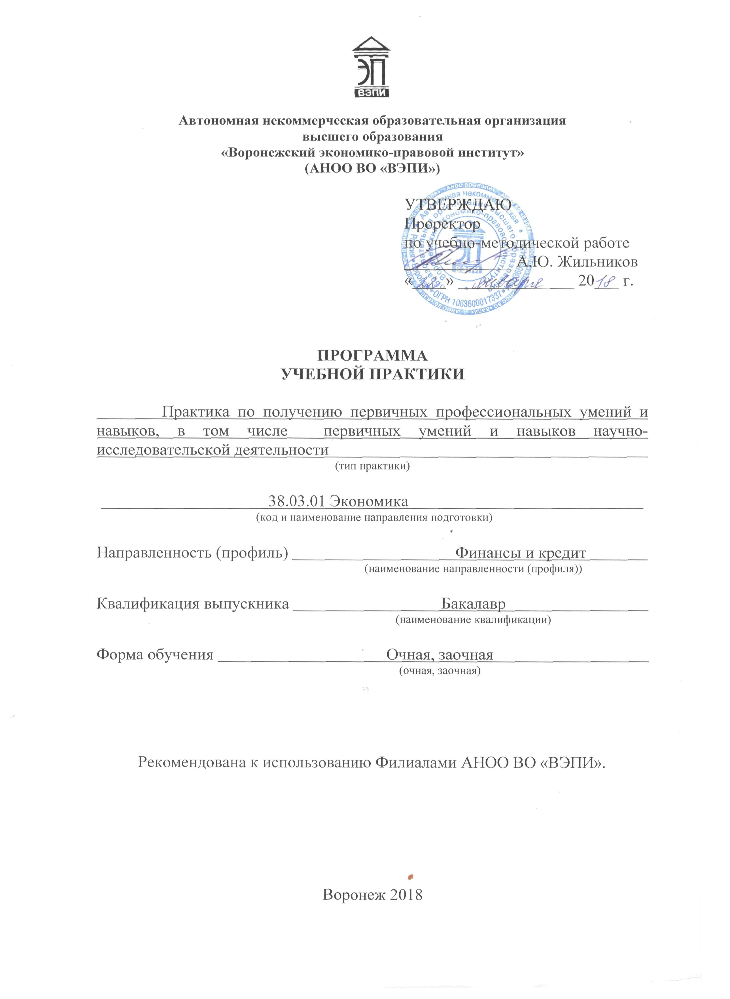 ЭП
ВЭПИ
Автономная некоммерческая образовательная организация
высшего образования
«Воронежский экономико-правовой институт»
(АНОО ВО «ВЭПИ»)
УТВЕРЖДАЮ
Проректор
по учебно-методической работе
А.Ю. Жильников
«22» января 2018 г.
ОГРН 1063600017337
ПРОГРАММА
УЧЕБНОЙ ПРАКТИКИ
Практика по получению первичных профессиональных умений и
навыков, в том числе первичных умений и навыков научно-
исследовательской деятельности
(тип практики)
38.03.01 Экономика
(код и наименование направления подготовки)
Направленность (профиль) Финансы и кредит
(наименование направленности (профиля))
Квалификация выпускника Бакалавр
(наименование квалификации)
Форма обучения Очная, заочная
(очная, заочная)
Рекомендована к использованию Филиалами АНОО ВО «ВЭПИ».
Воронеж 2018